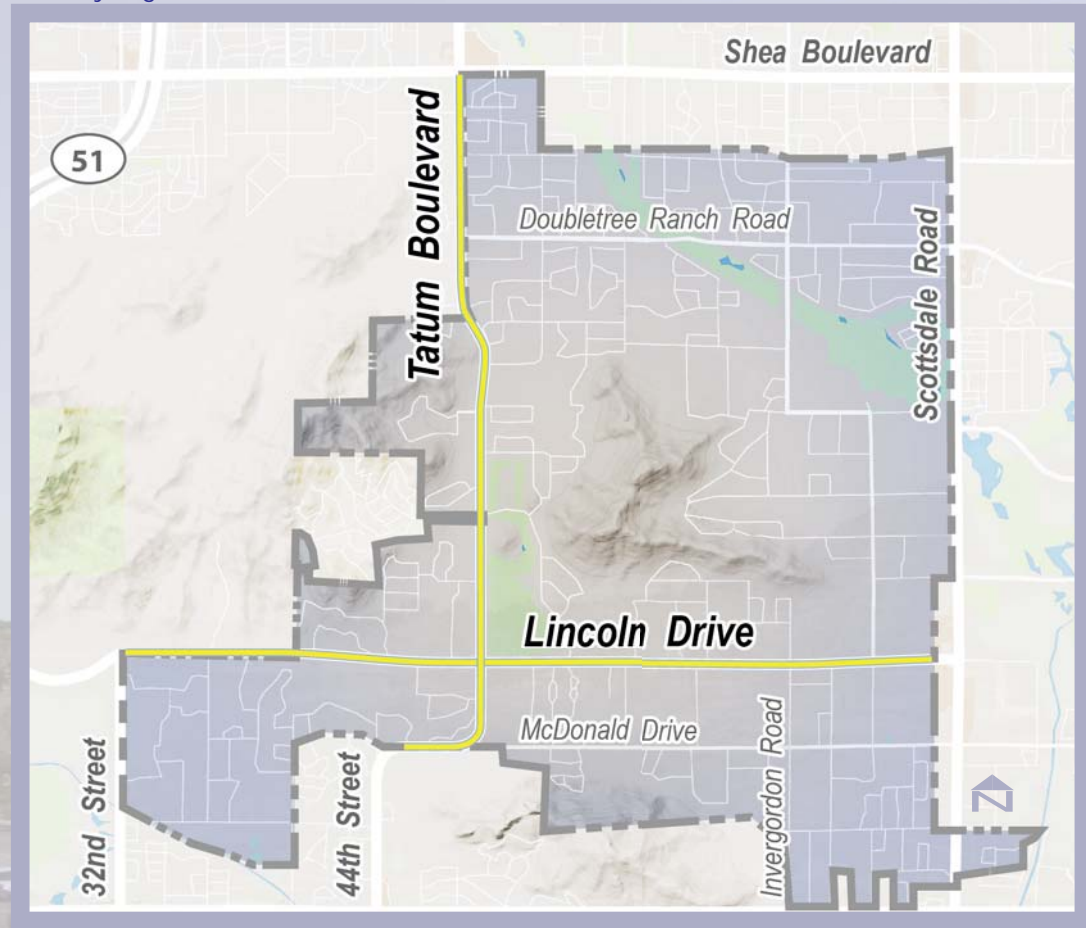 Shea Boulevard
51
Tatum Boulevard
Doubletree Ranch Road
Scottsdale Road
Lincoln Drive
McDonald Drive
Invergordon Road
32nd Street
44th Street
N